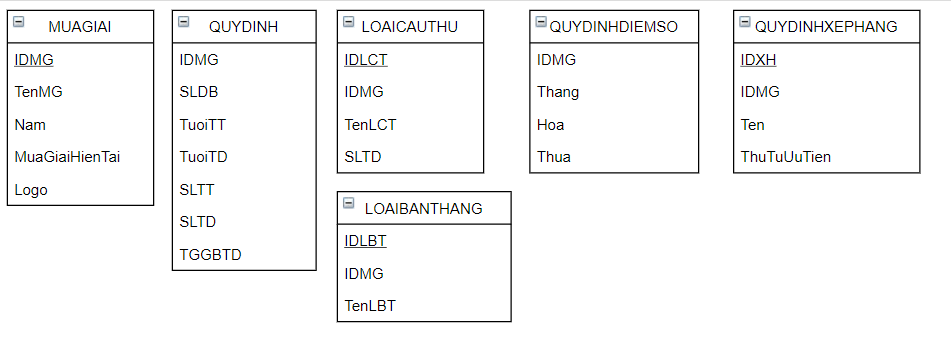 MUAGIAI
IDMG
TenMG
Nam
MuaGiaiHienTai
Logo
QUYDINH
IDMG
SLDB
TuoiTT
TuoiTD
SLTT
SLTD
TGGBTD
LOAICAUTHU
IDLCT
IDMG
TenLCT
SLTD
LOAIBANTHANG
IDLBT
IDMG
TenLBT
QUYDINHDIEMSO
IDMG
Thang
Hoa
Thua
QUYDINHXEPHANG
IDXH
IDMG
Ten
ThuTuUuTien